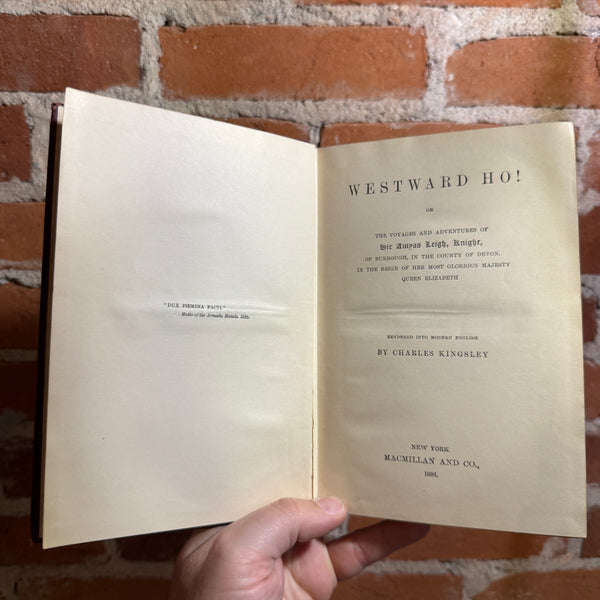 "DUX FŒMINA FACTI"
Motto of the Armada Medals, 1588.
WESTWARD HO!
OR
THE VOYAGES AND ADVENTURES OF
Sir Amyas Leigh, Knight,
OF BURROUGH, IN THE COUNTY OF DEVON,
IN THE REIGN OF HER MOST GLORIOUS MAJESTY
QUEEN ELIZABETH
RENDERED INTO MODERN ENGLISH
BY CHARLES KINGSLEY
NEW YORK
MACMILLAN AND CO.,